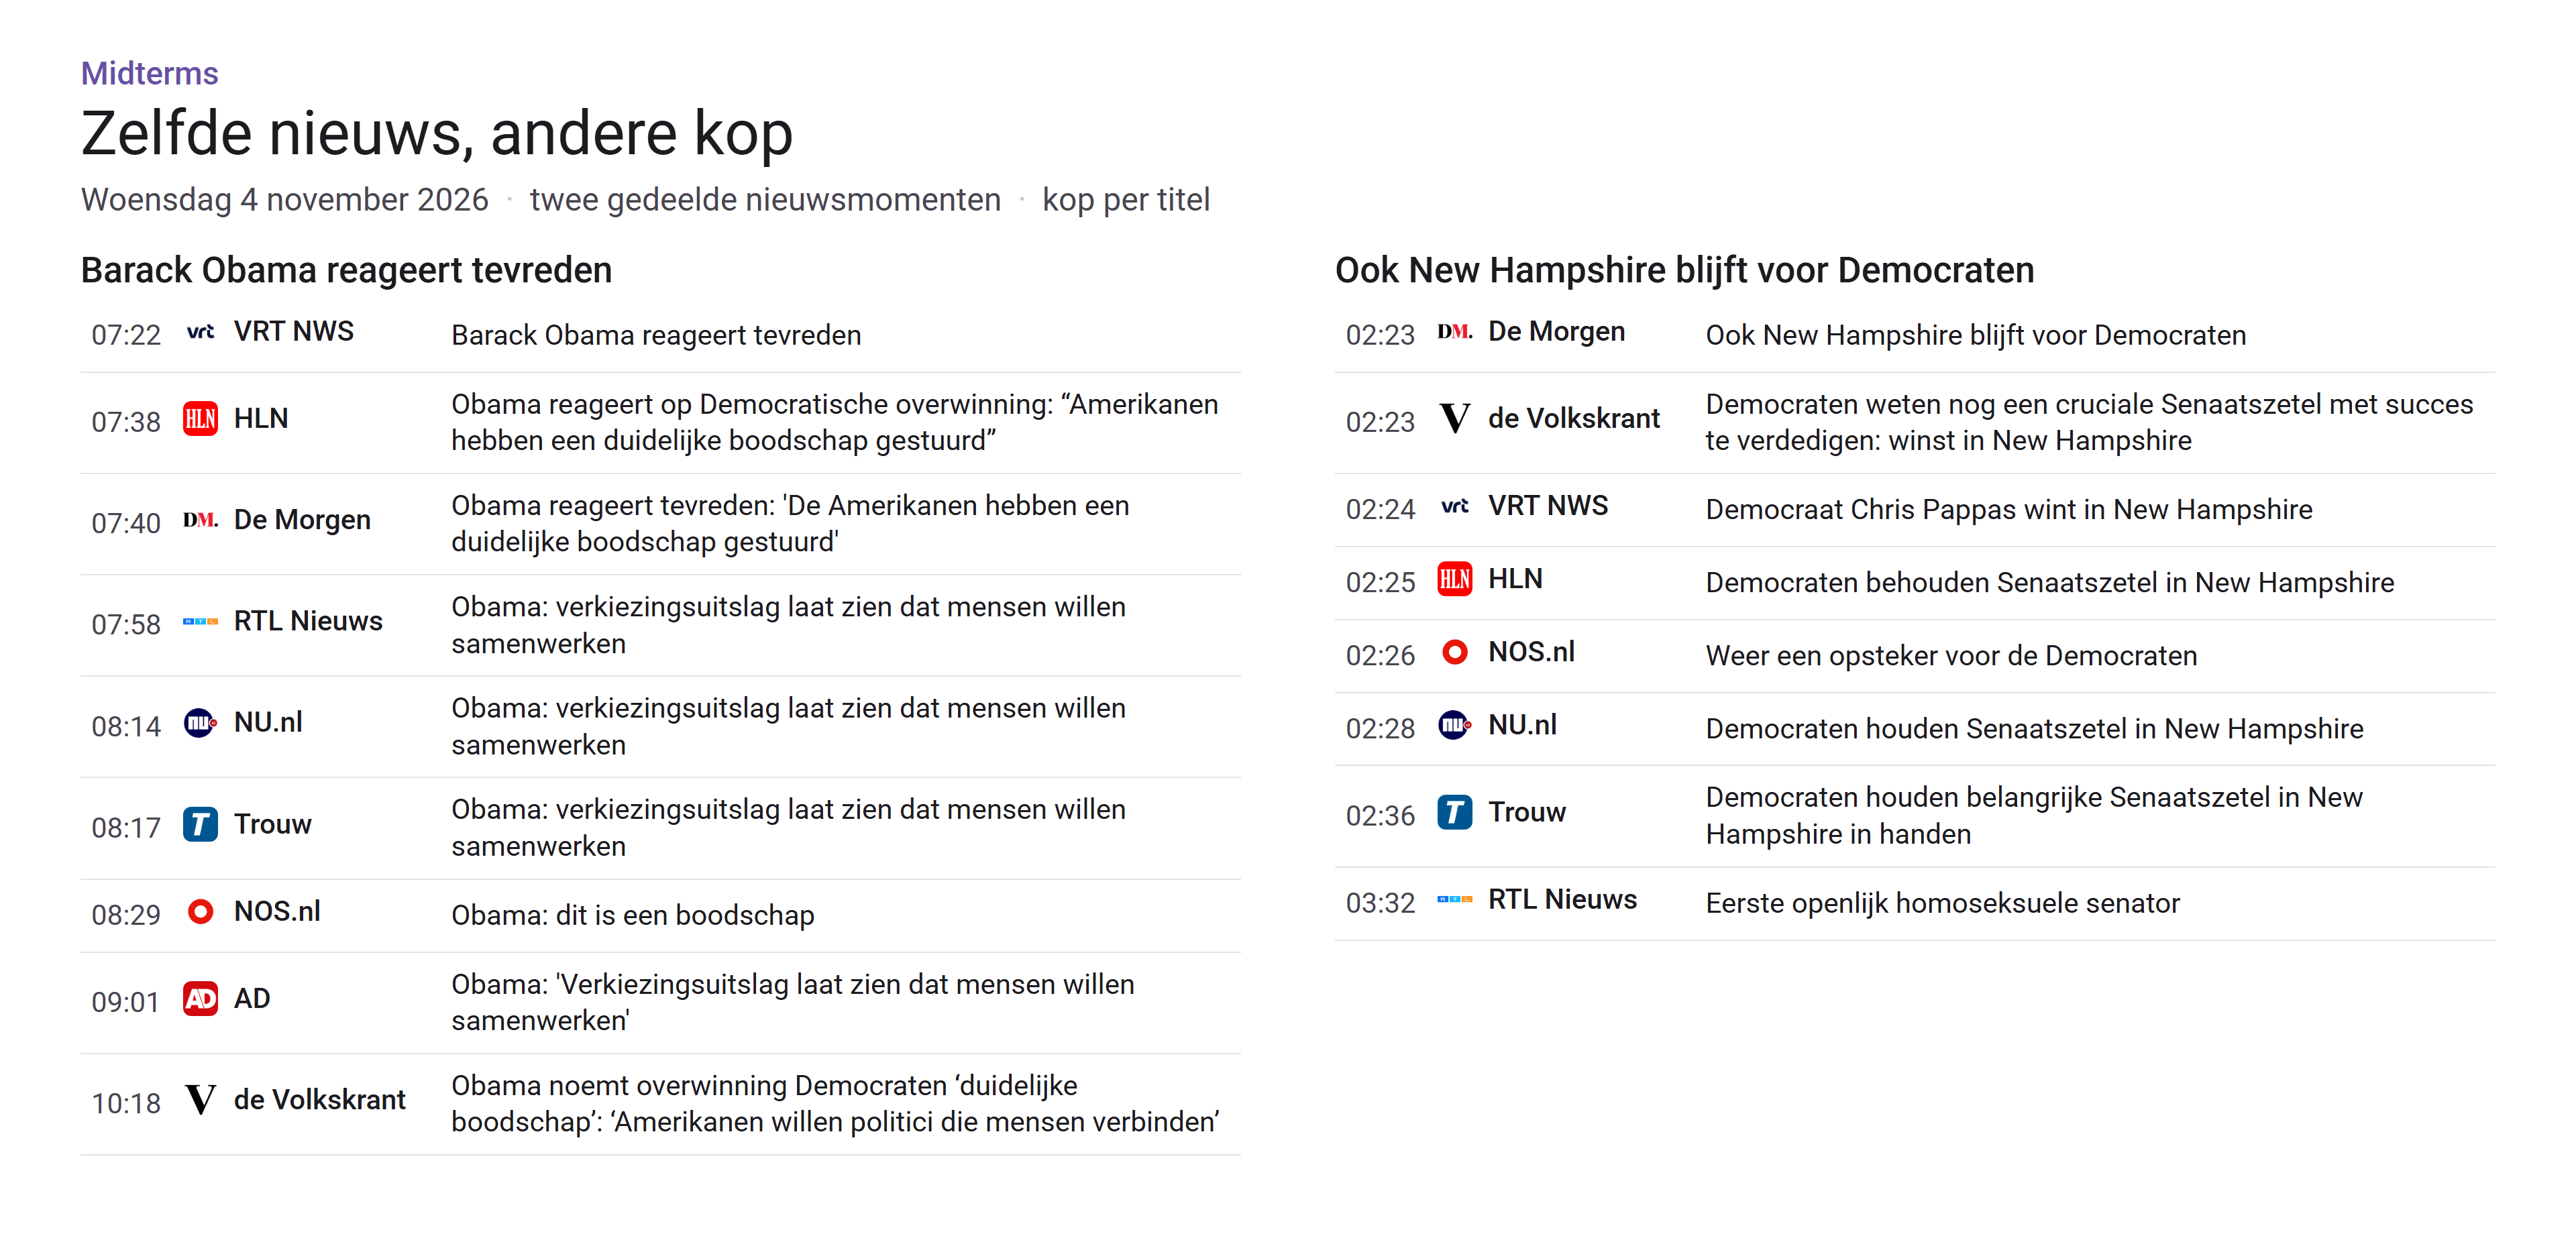 Midterms
Zelfde nieuws, andere kop
Woensdag 4 november 2026 · twee gedeelde nieuwsmomenten · kop per titel
Barack Obama reageert tevreden
07:22 vrt VRT NWS Barack Obama reageert tevreden
07:38 HLN HLN Obama reageert op Democratische overwinning: “Amerikanen
hebben een duidelijke boodschap gestuurd”
07:40 DM. De Morgen Obama reageert tevreden: 'De Amerikanen hebben een
duidelijke boodschap gestuurd'
07:58 RTL RTL Nieuws Obama: verkiezingsuitslag laat zien dat mensen willen
samenwerken
08:14 nu NU.nl Obama: verkiezingsuitslag laat zien dat mensen willen
samenwerken
08:17 T Trouw Obama: verkiezingsuitslag laat zien dat mensen willen
samenwerken
08:29 NOS.nl Obama: dit is een boodschap
09:01 AD AD Obama: 'Verkiezingsuitslag laat zien dat mensen willen
samenwerken'
10:18 V de Volkskrant Obama noemt overwinning Democraten ‘duidelijke
boodschap’: ‘Amerikanen willen politici die mensen verbinden’
Ook New Hampshire blijft voor Democraten
02:23 DM. De Morgen Ook New Hampshire blijft voor Democraten
02:23 V de Volkskrant Democraten weten nog een cruciale Senaatszetel met succes
te verdedigen: winst in New Hampshire
02:24 vrt VRT NWS Democraat Chris Pappas wint in New Hampshire
02:25 HLN HLN Democraten behouden Senaatszetel in New Hampshire
02:26 NOS.nl Weer een opsteker voor de Democraten
02:28 nu NU.nl Democraten houden Senaatszetel in New Hampshire
02:36 T Trouw Democraten houden belangrijke Senaatszetel in New
Hampshire in handen
03:32 RTL RTL Nieuws Eerste openlijk homoseksuele senator